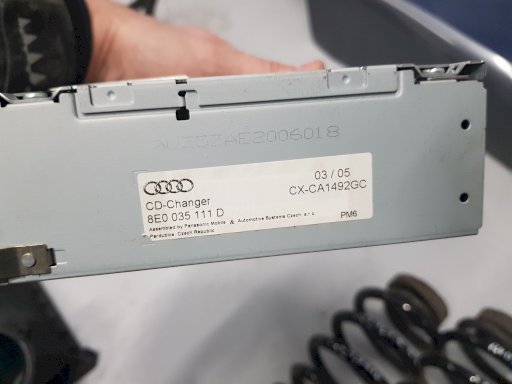 AUZ5ZAE2006018
03 / 05
CD-Changer
CX-CA1492GC
8E0 035 111 D
Assembled by Panasonic Mobile & Automotive Systems Czech, s.r.o.
Pardubice, Czech Republic
PM6